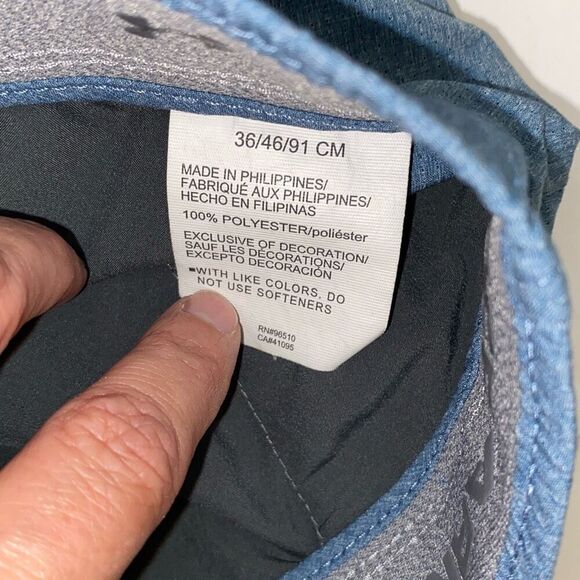 36/46/91 CM
MADE IN PHILIPPINES/
FABRIQUÉ AUX PHILIPPINES/
HECHO EN FILIPINAS
100% POLYESTER/poliéster
EXCLUSIVE OF DECORATION/
SAUF LES DÉCORATIONS/
EXCEPTO DECORACIÓN
▪WITH LIKE COLORS. DO
NOT USE SOFTENERS
RN#96510
CA#41095